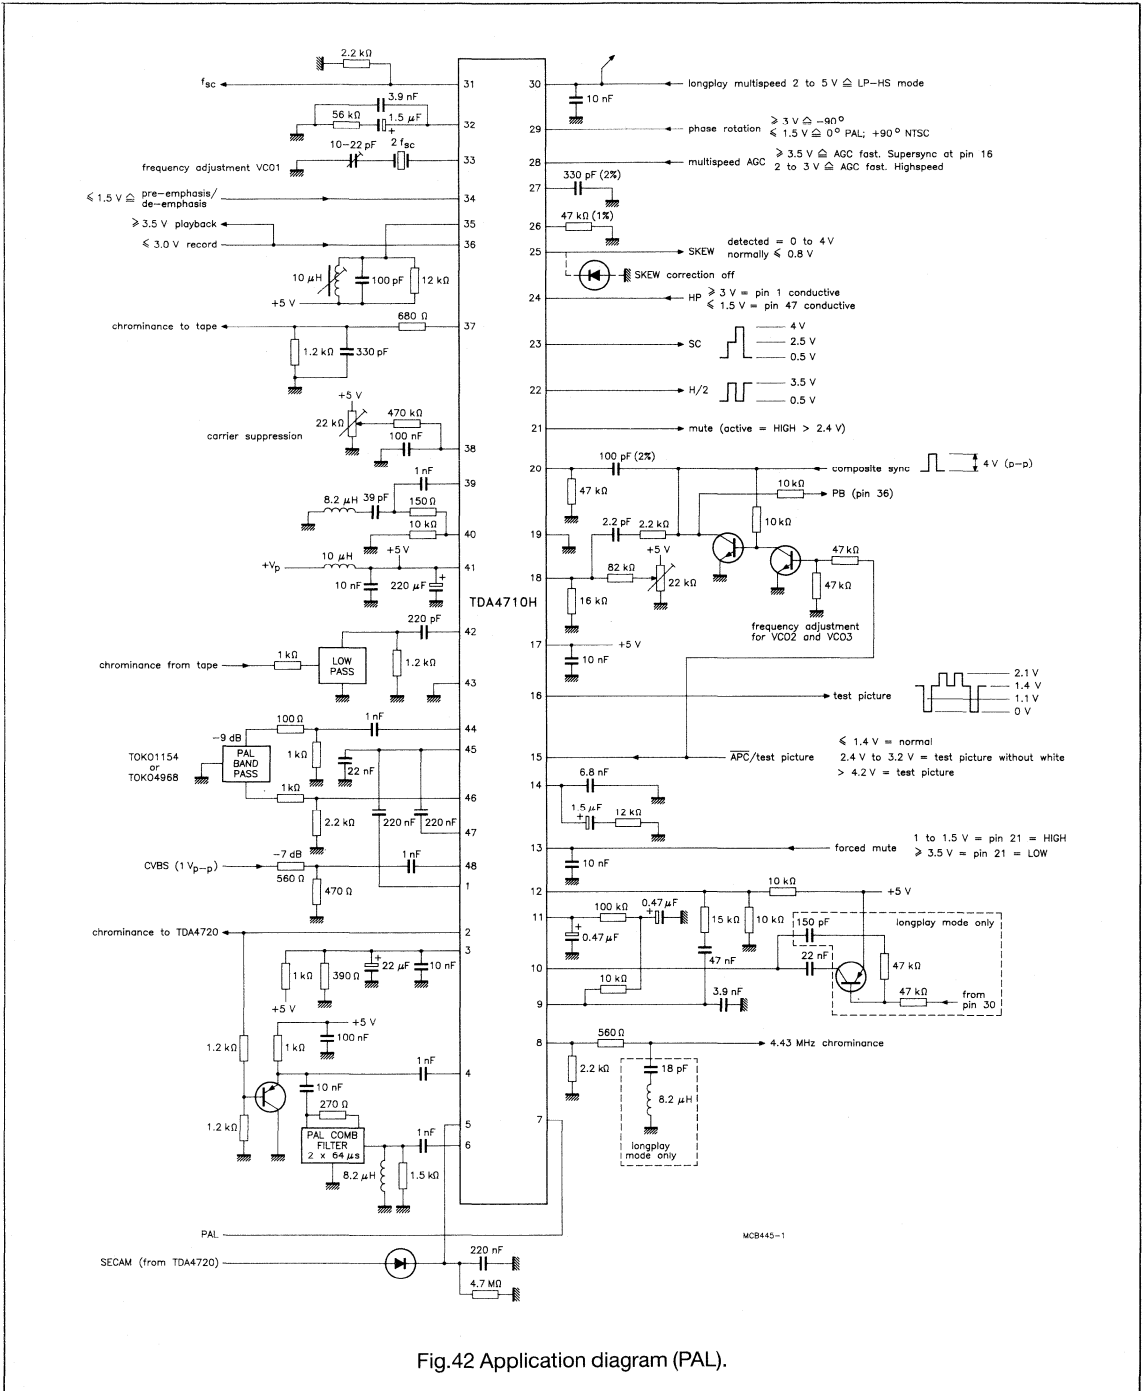 2.2 kΩ
fsc
31
3.9 nF
56 kΩ
1.5 μF
+
32
10-22 pF
2 fsc
frequency adjustment VCO1
33
⩽ 1.5 V ≙ pre-emphasis/
de-emphasis
34
⩾ 3.5 V playback
35
⩽ 3.0 V record
36
10 μH
100 pF
12 kΩ
+5 V
680 Ω
chrominance to tape
37
1.2 kΩ
330 pF
+5 V
22 kΩ
470 kΩ
carrier suppression
100 nF
38
1 nF
39
8.2 μH
39 pF
150 Ω
10 kΩ
40
+5 V
10 μH
+Vp
41
10 nF
220 μF
+
TDA4710H
220 pF
42
chrominance from tape
1 kΩ
LOW
PASS
1.2 kΩ
43
100 Ω
1 nF
44
-9 dB
TOKO1154
or
TOKO4968
PAL
BAND
PASS
1 kΩ
22 nF
45
1 kΩ
46
2.2 kΩ
220 nF
220 nF
47
CVBS (1 Vp-p)
-7 dB
560 Ω
1 nF
48
470 Ω
1
chrominance to TDA4720
2
3
1 kΩ
390 Ω
+
22 μF
10 nF
+5 V
+5 V
1.2 kΩ
1 kΩ
100 nF
1 nF
4
10 nF
270 Ω
5
1.2 kΩ
PAL COMB
FILTER
2 x 64 μs
1 nF
6
8.2 μH
1.5 kΩ
PAL
SECAM (from TDA4720)
220 nF
4.7 MΩ
30
longplay multispeed 2 to 5 V ≙ LP-HS mode
10 nF
29
phase rotation
⩾ 3 V ≙ -90°
⩽ 1.5 V ≙ 0° PAL; +90° NTSC
28
multispeed AGC
⩾ 3.5 V ≙ AGC fast. Supersync at pin 16
2 to 3 V ≙ AGC fast. Highspeed
27
330 pF (2%)
26
47 kΩ (1%)
25
SKEW
detected = 0 to 4 V
normally ⩽ 0.8 V
SKEW correction off
24
HP
⩾ 3 V = pin 1 conductive
⩽ 1.5 V = pin 47 conductive
23
SC
4 V
2.5 V
0.5 V
22
H/2
3.5 V
0.5 V
21
mute (active = HIGH > 2.4 V)
20
100 pF (2%)
composite sync
4 V (p-p)
47 kΩ
10 kΩ
PB (pin 36)
10 kΩ
2.2 pF
2.2 kΩ
19
+5 V
47 kΩ
18
82 kΩ
22 kΩ
47 kΩ
16 kΩ
frequency adjustment
for VCO2 and VCO3
17
+5 V
10 nF
16
test picture
2.1 V
1.4 V
1.1 V
0 V
15
APC/test picture
⩽ 1.4 V = normal
2.4 V to 3.2 V = test picture without white
> 4.2 V = test picture
14
6.8 nF
1.5 μF
+
12 kΩ
13
forced mute
1 to 1.5 V = pin 21 = HIGH
⩾ 3.5 V = pin 21 = LOW
10 nF
12
10 kΩ
+5 V
11
100 kΩ
+
0.47 μF
15 kΩ
10 kΩ
150 pF
longplay mode only
+
0.47 μF
47 nF
22 nF
47 kΩ
10
10 kΩ
47 kΩ
from
pin 30
9
3.9 nF
8
560 Ω
4.43 MHz chrominance
2.2 kΩ
18 pF
8.2 μH
longplay
mode only
7
MCB445-1
Fig.42 Application diagram (PAL).